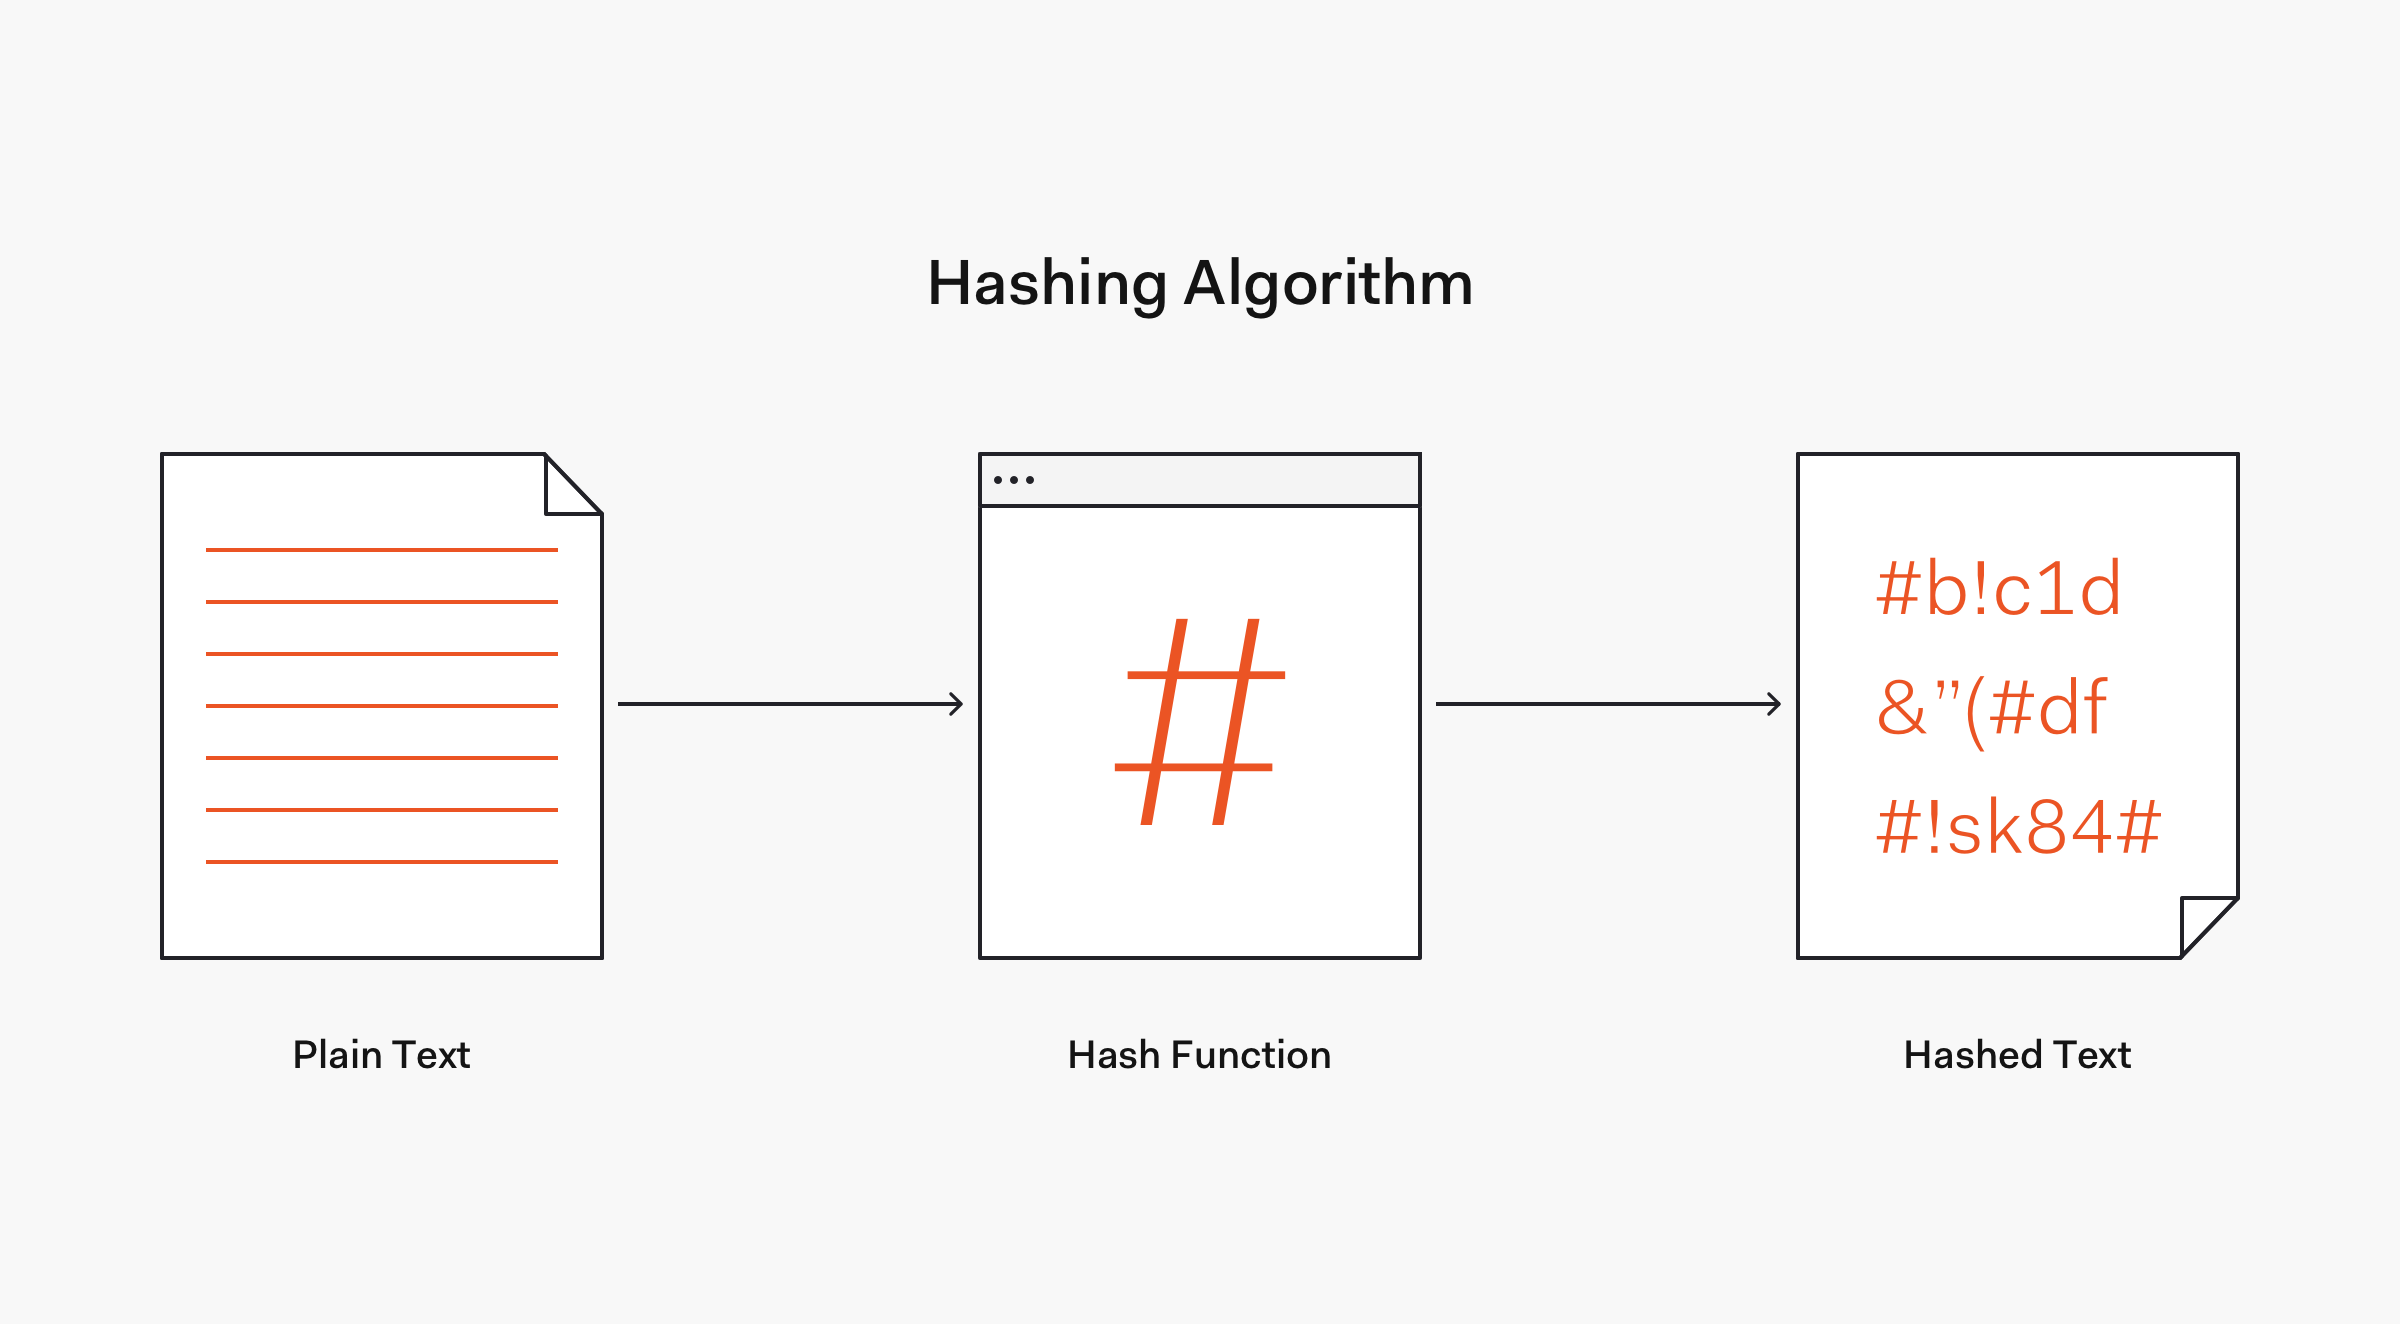 Hashing Algorithm
#
#b!c1d
&”(#df
#!sk84#
Plain Text
Hash Function
Hashed Text